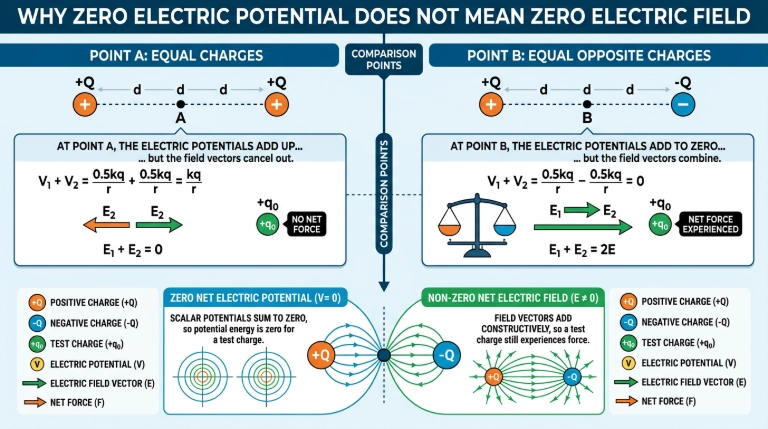 WHY ZERO ELECTRIC POTENTIAL DOES NOT MEAN ZERO ELECTRIC FIELD
POINT A: EQUAL CHARGES
+Q
d d d
+Q
+
+
A
AT POINT A, THE ELECTRIC POTENTIALS ADD UP...
... but the field vectors cancel out.
V₁ + V₂ = 0.5kq/r + 0.5kq/r = kq/r
E₂ E₂
E₁ + E₂ = 0
+q₀
+q₀
NO NET
FORCE
COMPARISON
POINTS
COMPARISON POINTS
POINT B: EQUAL OPPOSITE CHARGES
+Q
d d d
-Q
+
−
B
AT POINT B, THE ELECTRIC POTENTIALS ADD TO ZERO...
... but the field vectors combine.
V₁ + V₂ = 0.5kq/r − 0.5kq/r = 0
E₁ E₂
E₁ + E₂ = 2E
+q₀
+q₀
NET FORCE
EXPERIENCED
+Q POSITIVE CHARGE (+Q)
-Q NEGATIVE CHARGE (-Q)
+q₀ TEST CHARGE (+q₀)
V ELECTRIC POTENTIAL (V)
ELECTRIC FIELD VECTOR (E)
NET FORCE (F)
ZERO NET ELECTRIC POTENTIAL (V= 0)
SCALAR POTENTIALS SUM TO ZERO,
so potential energy is zero for
a test charge.
+Q
-Q
NON-ZERO NET ELECTRIC FIELD (E ≠ 0)
FIELD VECTORS ADD
CONSTRUCTIVELY, so a test
charge still experiences force.
+Q
-Q
+Q POSITIVE CHARGE (+Q)
-Q NEGATIVE CHARGE (-Q)
+q₀ TEST CHARGE (+q₀)
V ELECTRIC POTENTIAL (V)
ELECTRIC FIELD VECTOR (E)
NET FORCE (F)